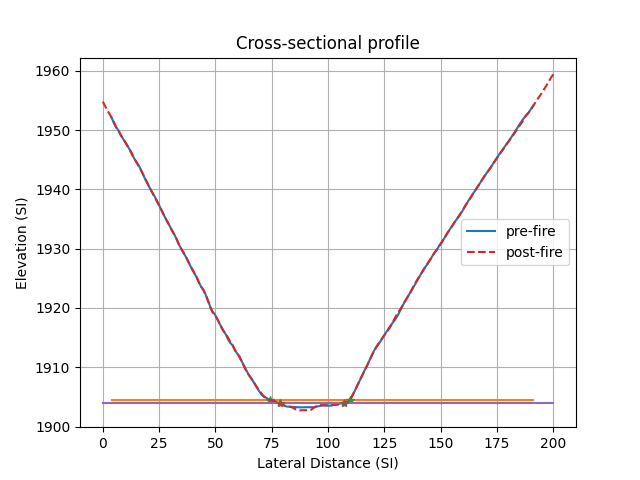 Cross-sectional profile
1960
1950
1940
1930
1920
1910
1900
Elevation (SI)
pre-fire
post-fire
0 25 50 75 100 125 150 175 200
Lateral Distance (SI)